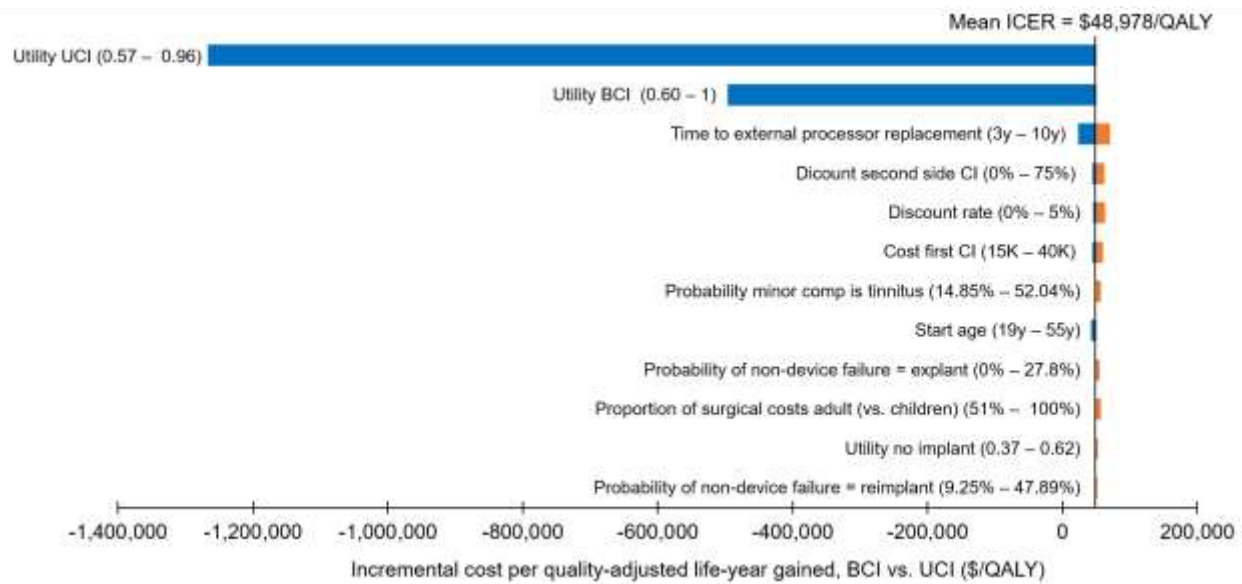 Mean ICER = $48,978/QALY
Utility UCI (0.57 – 0.96)
Utility BCI (0.60 – 1)
Time to external processor replacement (3y – 10y)
Dicount second side CI (0% – 75%)
Discount rate (0% – 5%)
Cost first CI (15K – 40K)
Probability minor comp is tinnitus (14.85% – 52.04%)
Start age (19y – 55y)
Probability of non-device failure = explant (0% – 27.8%)
Proportion of surgical costs adult (vs. children) (51% – 100%)
Utility no implant (0.37 – 0.62)
Probability of non-device failure = reimplant (9.25% – 47.89%)
-1,400,000 -1,200,000 -1,000,000 -800,000 -600,000 -400,000 -200,000 0 200,000
Incremental cost per quality-adjusted life-year gained, BCI vs. UCI ($/QALY)